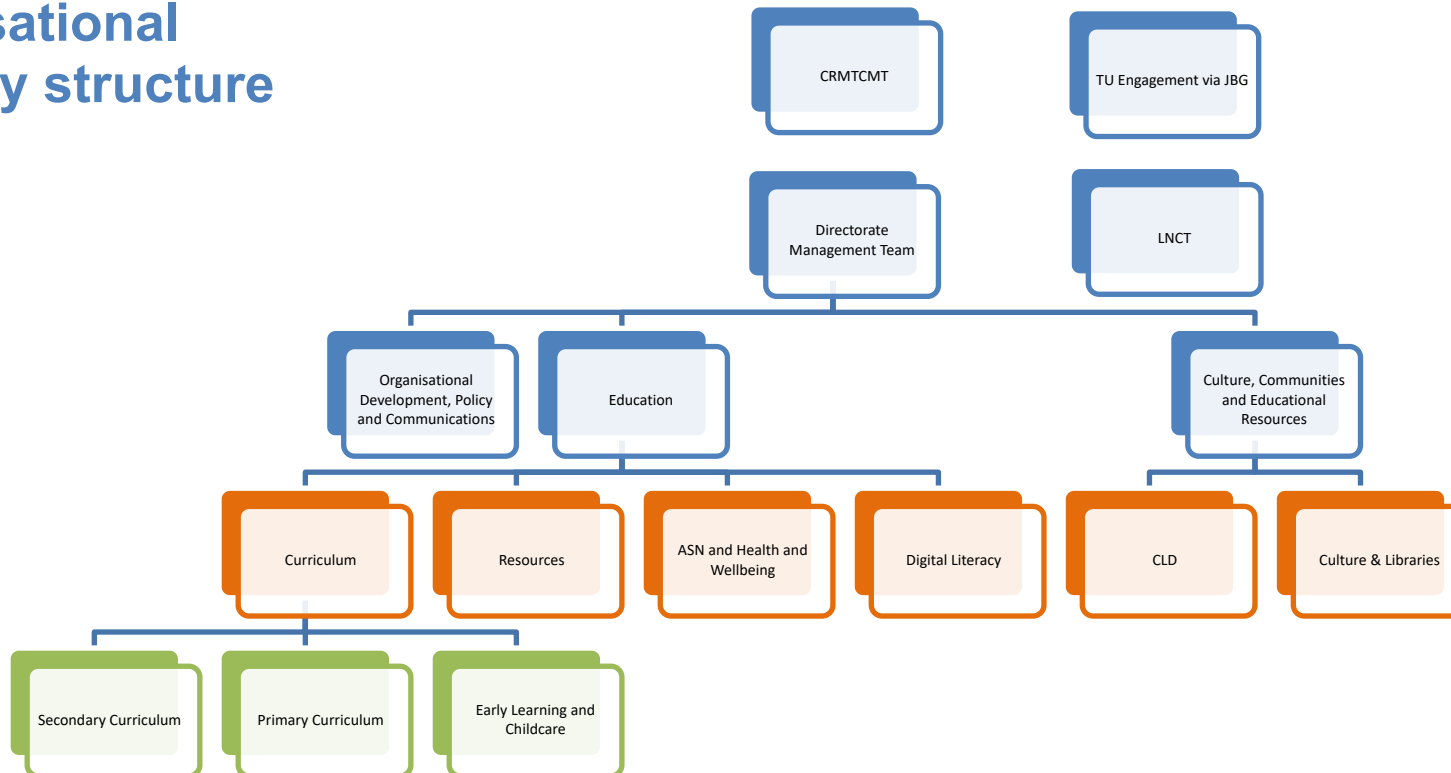 sational
y structure
CRMTCMT
TU Engagement via JBG
Directorate
Management Team
LNCT
Organisational
Development, Policy
and Communications
Education
Culture, Communities
and Educational
Resources
Curriculum
Resources
ASN and Health and
Wellbeing
Digital Literacy
CLD
Culture & Libraries
Secondary Curriculum
Primary Curriculum
Early Learning and
Childcare